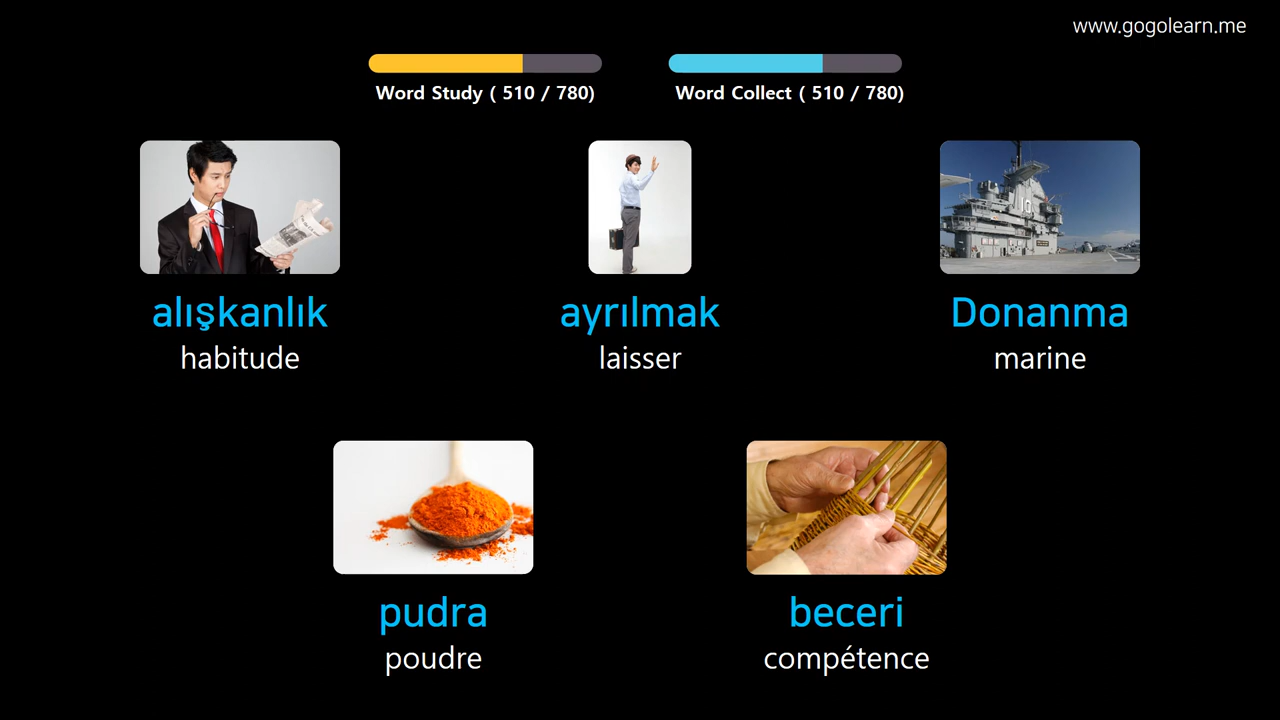 www.gogolearn.me
Word Study ( 510 / 780)
Word Collect ( 510 / 780)
alışkanlık
habitude
ayrılmak
laisser
Donanma
marine
pudra
poudre
beceri
compétence